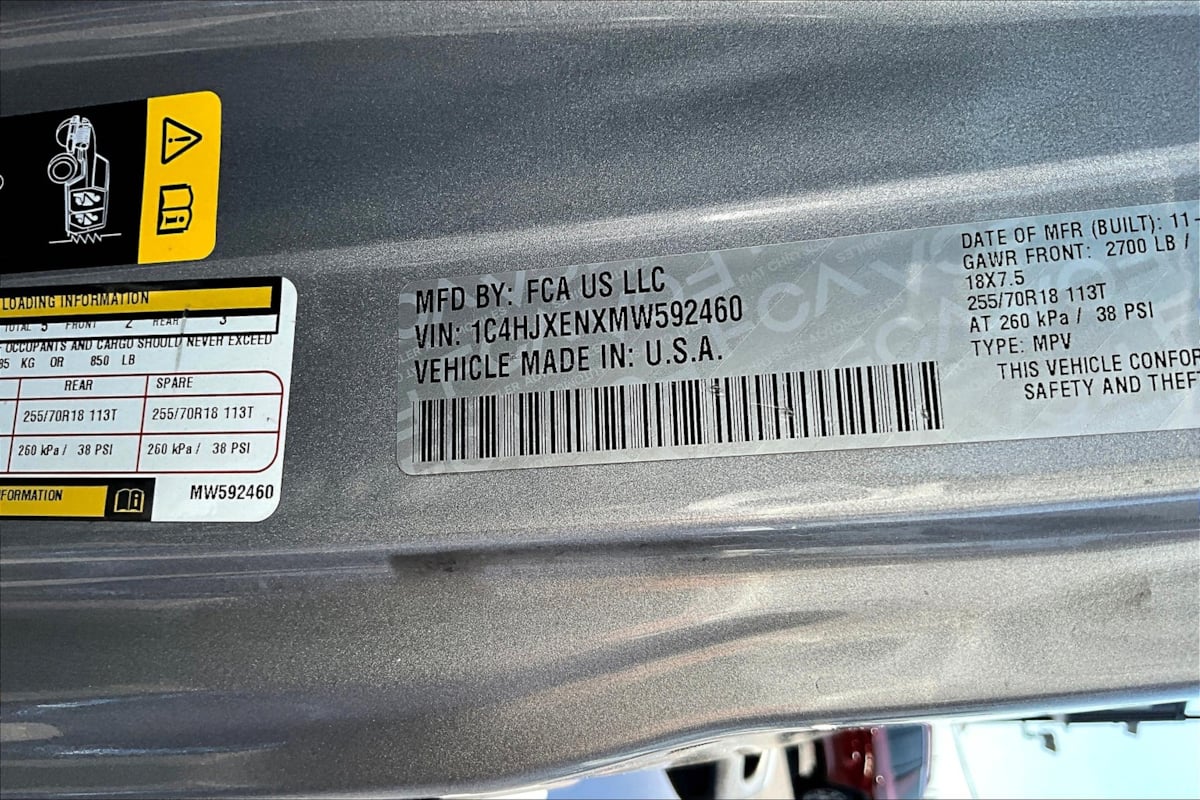 LOADING INFORMATION
TOTAL 5 FRONT 2 REAR 3
OCCUPANTS AND CARGO SHOULD NEVER EXCEED
KG OR 850 LB
REAR SPARE
255/70R18 113T 255/70R18 113T
260 kPa / 38 PSI 260 kPa / 38 PSI
MW592460
MFD BY: FCA US LLC
VIN: 1C4HJXENXMW592460
VEHICLE MADE IN: U.S.A.
DATE OF MFR (BUILT): 11-
GAWR FRONT: 2700 LB /
18X7.5
255/70R18 113T
AT 260 kPa / 38 PSI
TYPE: MPV
THIS VEHICLE
SAFETY AND